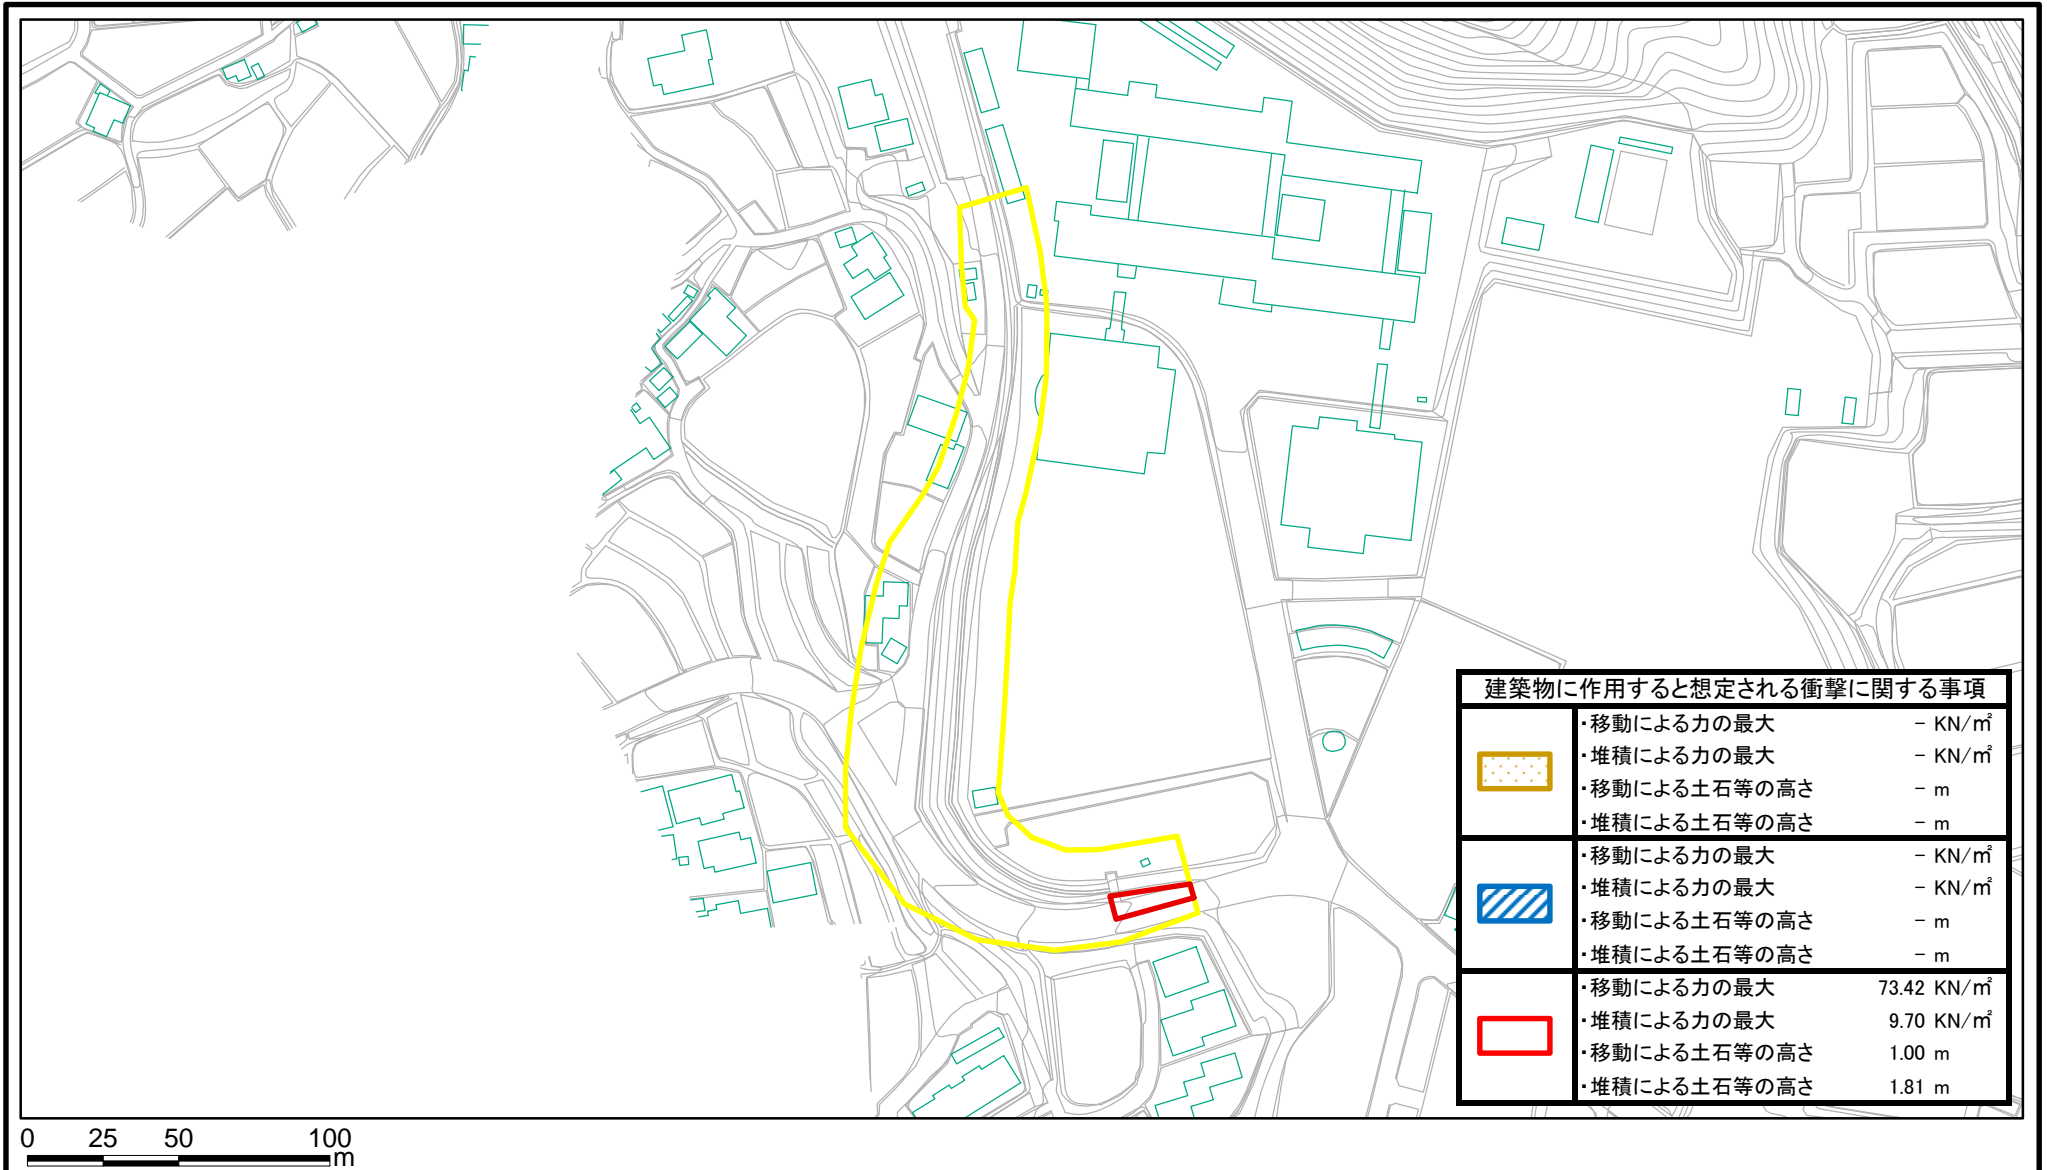 建築物に作用すると想定される衝撃に関する事項
・移動による力の最大 － KN/㎡
・堆積による力の最大 － KN/㎡
・移動による土石等の高さ － m
・堆積による土石等の高さ － m
・移動による力の最大 － KN/㎡
・堆積による力の最大 － KN/㎡
・移動による土石等の高さ － m
・堆積による土石等の高さ － m
・移動による力の最大 73.42 KN/㎡
・堆積による力の最大 9.70 KN/㎡
・移動による土石等の高さ 1.00 m
・堆積による土石等の高さ 1.81 m
0 25 50 100
m